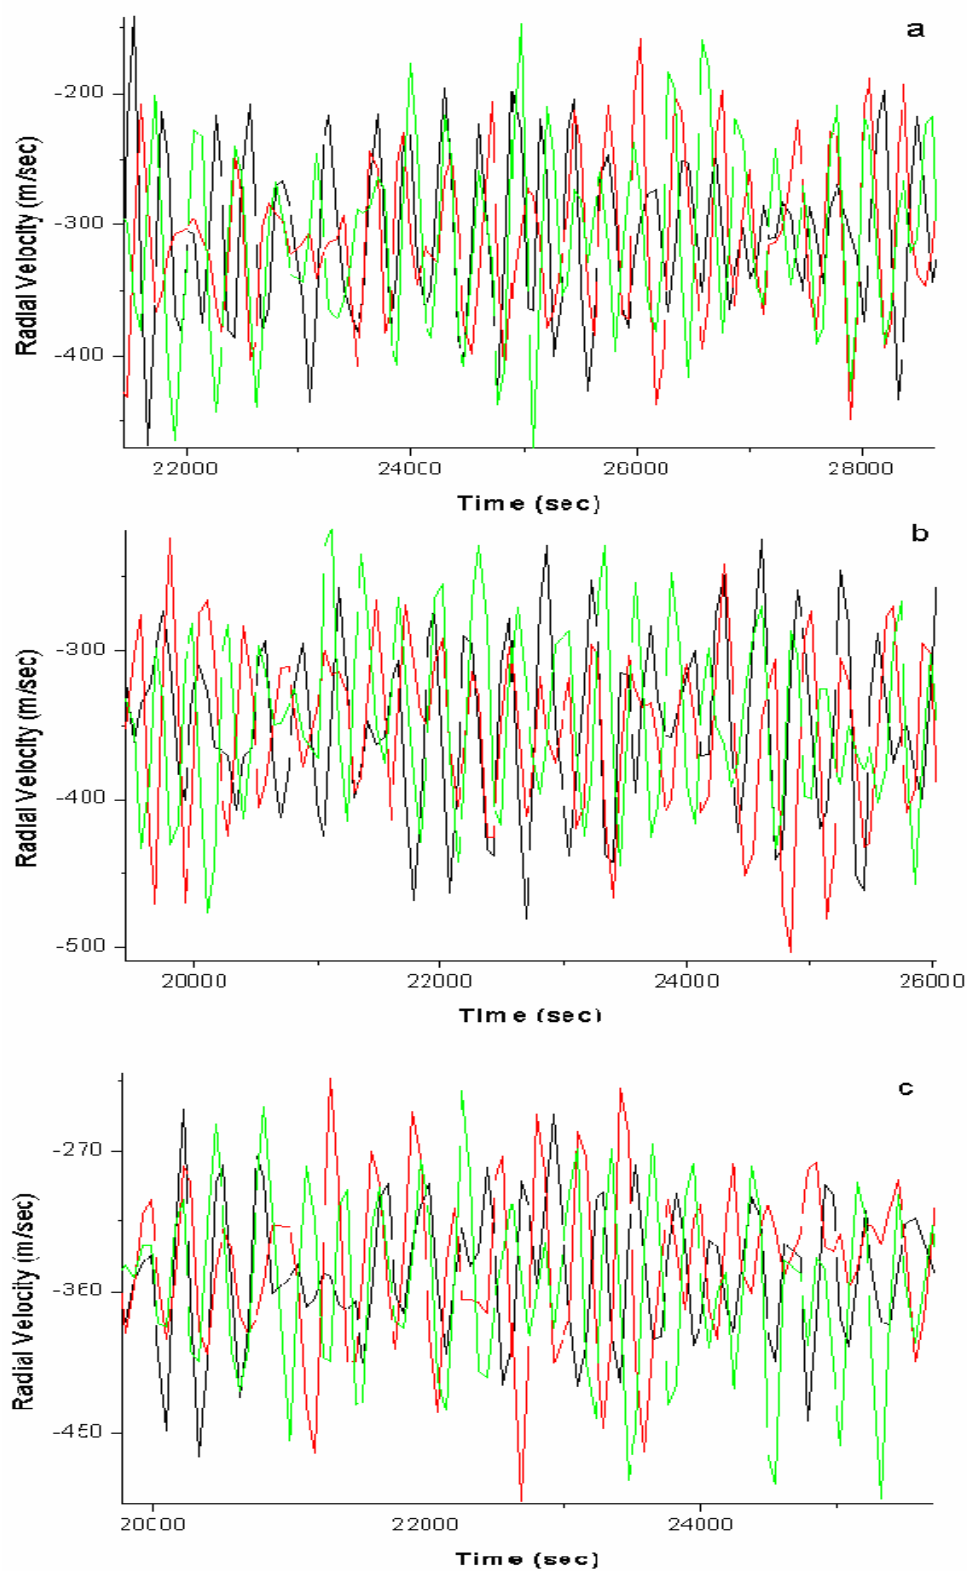 a
Radial Velocity (m/sec)
-200
-300
-400
22000 24000 26000 28000
Time (sec)
b
Radial Velocity (m/sec)
-300
-400
-500
20000 22000 24000 26000
Time (sec)
c
Radial Velocity (m/sec)
-270
-360
-450
20000 22000 24000
Time (sec)